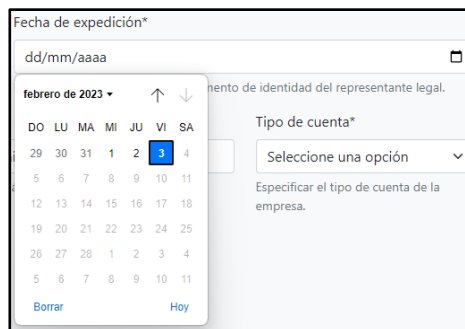 Fecha de expedición*
dd/mm/aaaa
mento de identidad del representante legal.
febrero de 2023
DO LU MA MI JU VI SA
29 30 31 1 2 3 4
5 6 7 8 9 10 11
12 13 14 15 16 17 18
19 20 21 22 23 24 25
26 27 28 1 2 3 4
5 6 7 8 9 10 11
Borrar Hoy
Tipo de cuenta*
Seleccione una opción
Especificar el tipo de cuenta de la
empresa.